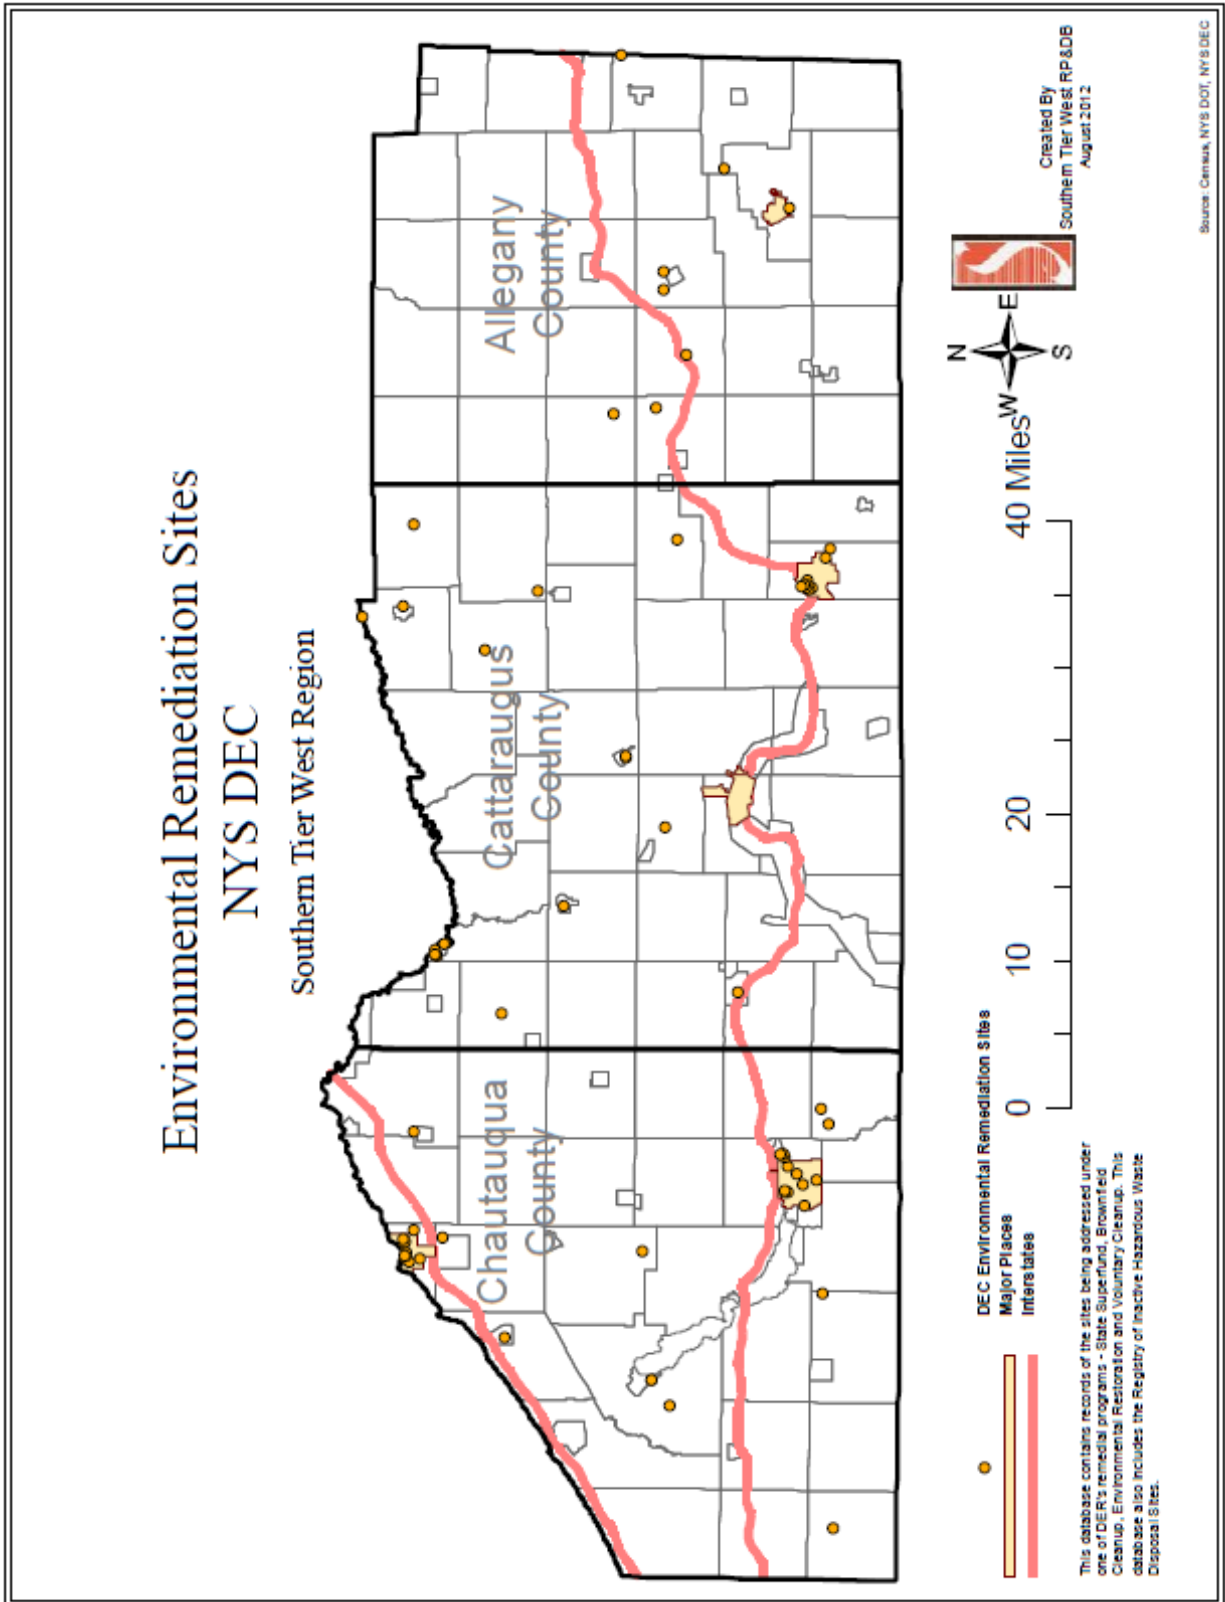 Environmental Remediation Sites
NYS DEC
Southern Tier West Region
Chautauqua
County
Cattaraugus
County
Allegany
County
DEC Environmental Remediation Sites
Major Places
Interstates
0
10
20
40 Miles
N
W
E
S
Created By
Southern Tier West RP&DB
August 2012
This database contains records of the sites being addressed under
one of DER's remedial programs - State Superfund, Brownfield
Cleanup, Environmental Restoration and Voluntary Cleanup. This
database also includes the Registry of Inactive Hazardous Waste
Disposal Sites.
Source: Census, NYS DOT, NYSDEC